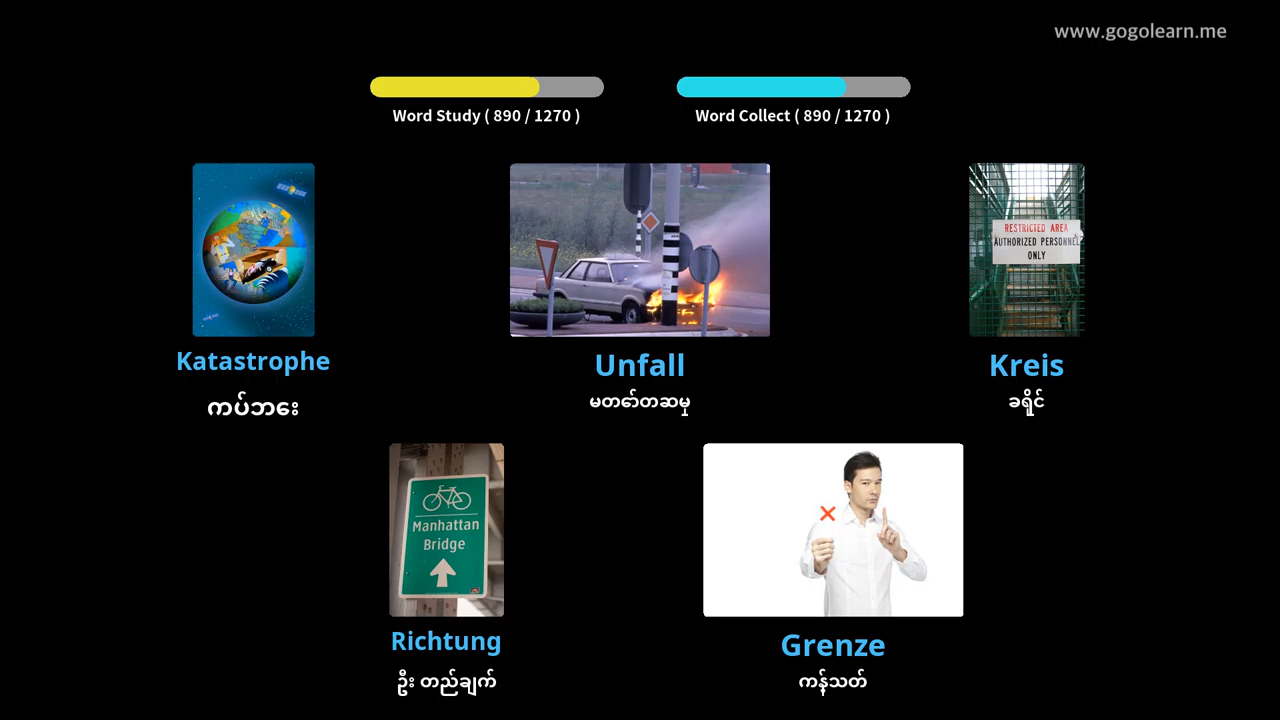 www.gogolearn.me
Word Study ( 890 / 1270 )
Word Collect ( 890 / 1270 )
RESTRICTED AREA
AUTHORIZED PERSONNEL
ONLY
Katastrophe
ကပ်ဘေး
Unfall
မတော်တဆမှု
Kreis
ခရိုင်
Manhattan
Bridge
Richtung
ဦး တည်ချက်
Grenze
ကန့်သတ်